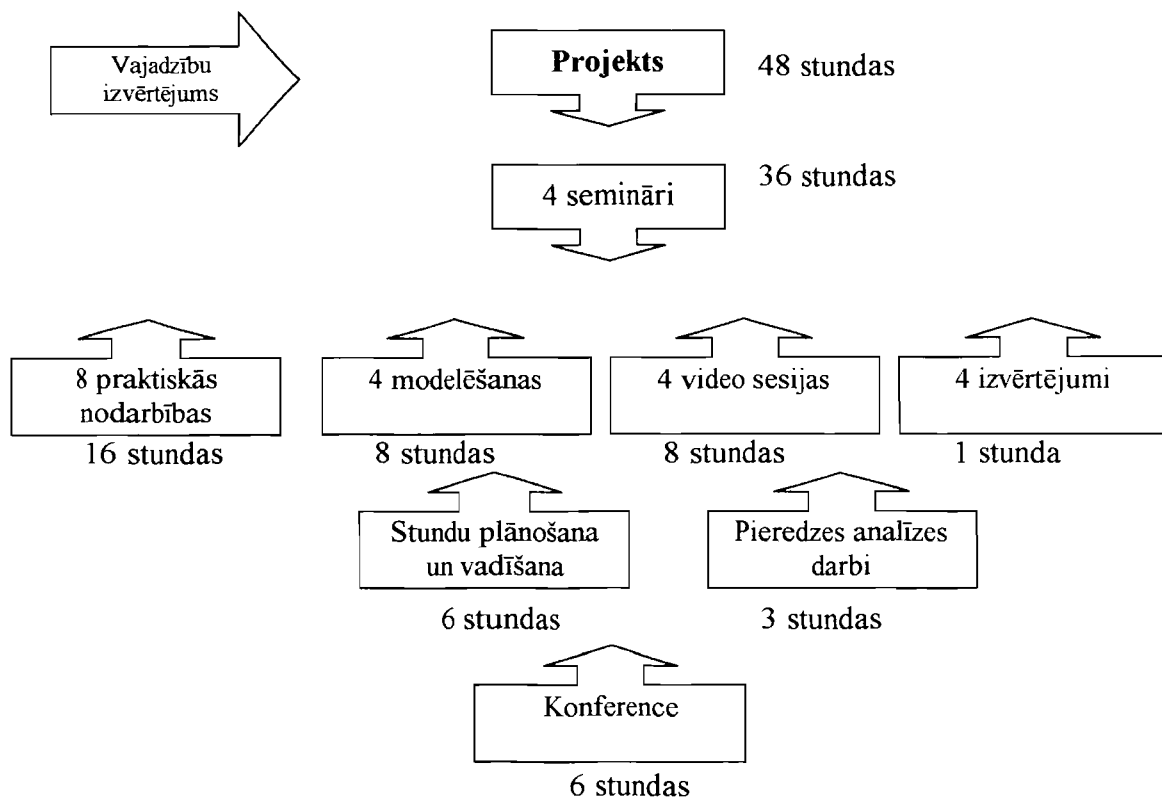 Vajadzību
izvērtējums
Projekts
48 stundas
4 semināri
36 stundas
8 praktiskās
nodarbības
4 modelēšanas
4 video sesijas
4 izvērtējumi
16 stundas
8 stundas
8 stundas
1 stunda
Stundu plānošana
un vadīšana
Pieredzes analīzes
darbi
6 stundas
3 stundas
Konference
6 stundas